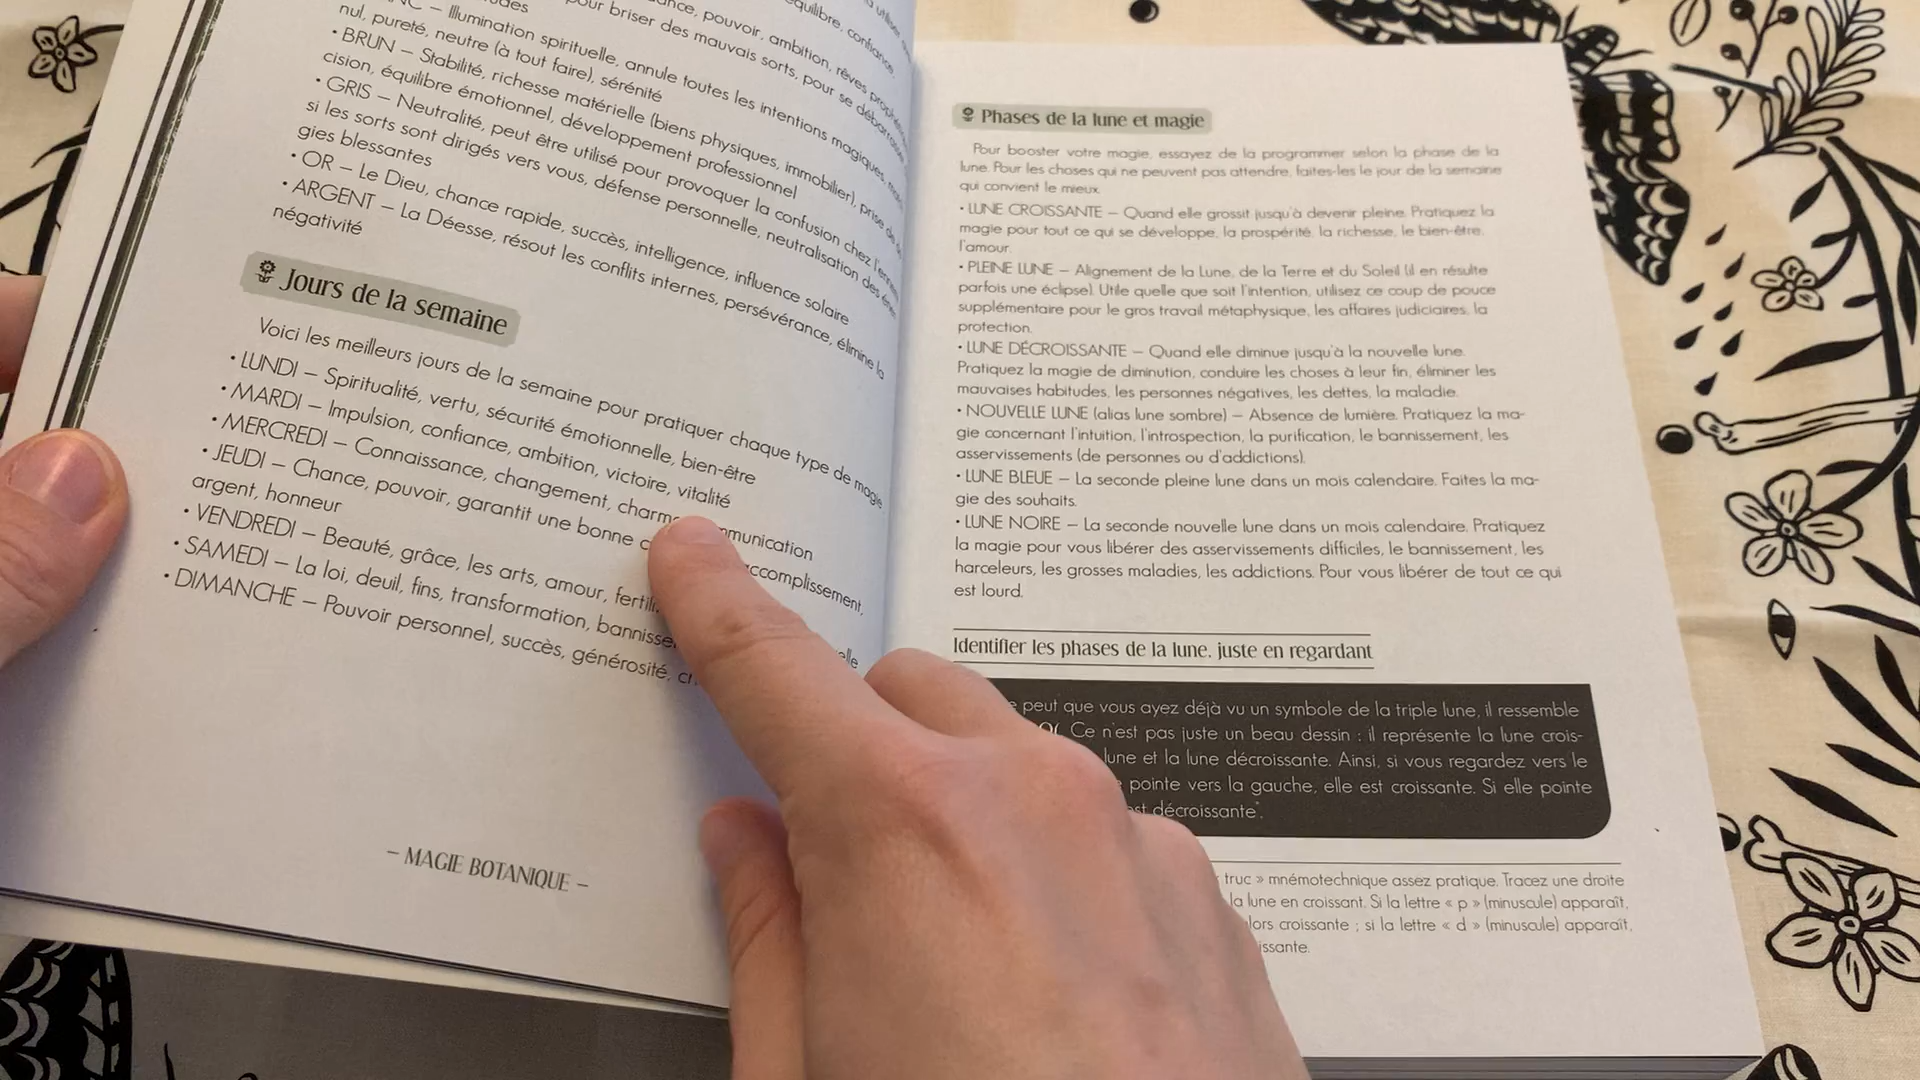 nul, pureté, neutre (à tout faire), sérénité
Illumination spirituelle, annule toutes les intentions magiques,
pour briser des mauvais sorts, pour se débarrasser
pouvoir, ambition, rêves
équilibre, confiance,
• BRUN – Stabilité, richesse matérielle (biens physiques, immobilier), prise de
cision, équilibre émotionnel, développement professionnel
• GRIS – Neutralité, peut être utilisé pour provoquer la confusion chez
si les sorts sont dirigés vers vous, défense personnelle, neutralisation des
gies blessantes
• OR – Le Dieu, chance rapide, succès, intelligence, influence solaire
• ARGENT – La Déesse, résout les conflits internes, persévérance, élimine la
négativité
Jours de la semaine
Voici les meilleurs jours de la semaine pour pratiquer chaque type de magie.
• LUNDI – Spiritualité, vertu, sécurité émotionnelle, bien-être
• MARDI – Impulsion, confiance, ambition, victoire, vitalité
• MERCREDI – Connaissance, changement,
• JEUDI – Chance, pouvoir, garantit une bonne accomplissement,
argent, honneur
• VENDREDI – Beauté, grâce, les arts, amour,
• SAMEDI – La loi, deuil, fins, transformation,
• DIMANCHE – Pouvoir personnel, succès, générosité,
– MAGIE BOTANIQUE –
Phases de la lune et magie
Pour booster votre magie, essayez de la programmer selon la phase de la
lune. Pour les choses qui ne peuvent pas attendre, faites-les le jour de la semaine
qui convient le mieux.
• LUNE CROISSANTE – Quand elle grossit jusqu'à devenir pleine. Pratiquez la
magie pour tout ce qui se développe, la prospérité, la richesse, le bien-être,
l'amour.
• PLEINE LUNE – Alignement de la Lune, de la Terre et du Soleil (il en résulte
parfois une éclipse). Utile quelle que soit l'intention, utilisez ce coup de pouce
supplémentaire pour le gros travail métaphysique, les affaires judiciaires, la
protection.
• LUNE DÉCROISSANTE – Quand elle diminue jusqu'à la nouvelle lune.
Pratiquez la magie de diminution, conduire les choses à leur fin, éliminer les
mauvaises habitudes, les personnes négatives, les dettes, la maladie.
• NOUVELLE LUNE (alias lune sombre) – Absence de lumière. Pratiquez la ma-
gie concernant l'intuition, l'introspection, la purification, le bannissement, les
asservissements (de personnes ou d'addictions).
• LUNE BLEUE – La seconde pleine lune dans un mois calendaire. Faites la ma-
gie des souhaits.
• LUNE NOIRE – La seconde nouvelle lune dans un mois calendaire. Pratiquez
la magie pour vous libérer des asservissements difficiles, le bannissement, les
harceleurs, les grosses maladies, les addictions. Pour vous libérer de tout ce qui
est lourd.
Identifier les phases de la lune, juste en regardant
peut que vous ayez déjà vu un symbole de la triple lune, il ressemble
Ce n'est pas juste un beau dessin : il représente la lune crois-
lune et la lune décroissante. Ainsi, si vous regardez vers le
pointe vers la gauche, elle est croissante. Si elle pointe
décroissante*.
truc » mnémotechnique assez pratique. Tracez une droite
la lune en croissant. Si la lettre « p » (minuscule) apparaît,
croissante ; si la lettre « d » (minuscule) apparaît,